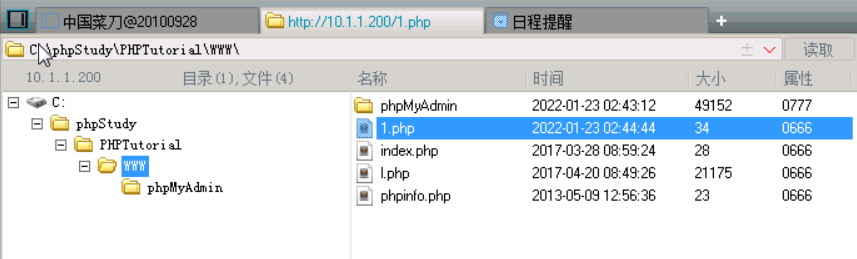 中国菜刀@20100928 http://10.1.1.200/1.php 日程提醒 +
C:\phpStudy\PHPTutorial\WWW\ 读取
10.1.1.200 目录(1),文件(4) 名称 时间 大小 属性
C:
phpStudy
PHPTutorial
WWW
phpMyAdmin
phpMyAdmin 2022-01-23 02:43:12 49152 0777
1.php 2022-01-23 02:44:44 34 0666
index.php 2017-03-28 08:59:24 28 0666
l.php 2017-04-20 08:49:26 21175 0666
phpinfo.php 2013-05-09 12:56:36 23 0666